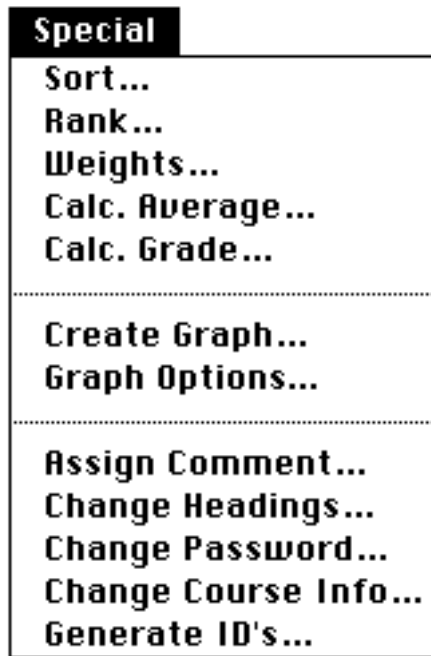 Special
Sort...
Rank...
Weights...
Calc. Average...
Calc. Grade...
Create Graph...
Graph Options...
Assign Comment...
Change Headings...
Change Password...
Change Course Info...
Generate ID's...